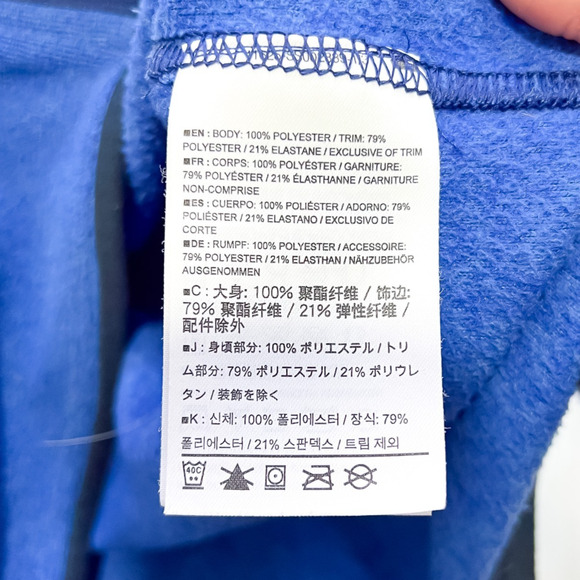 EN : BODY: 100% POLYESTER / TRIM: 79%
POLYESTER / 21% ELASTANE / EXCLUSIVE OF TRIM
FR : CORPS: 100% POLYÉSTER / GARNITURE:
79% POLYÉSTER / 21% ÉLASTHANNE / GARNITURE
NON-COMPRISE
ES : CUERPO: 100% POLIÉSTER / ADORNO: 79%
POLIÉSTER / 21% ELASTANO / EXCLUSIVO DE
CORTE
DE : RUMPF: 100% POLYESTER / ACCESSOIRE:
79% POLYESTER / 21% ELASTHAN / NÄHZUBEHÖR
AUSGENOMMEN
C : 大身: 100% 聚酯纤维 / 饰边:
79% 聚酯纤维 / 21% 弹性纤维 /
配件除外
J : 身頃部分: 100% ポリエステル / トリ
ム部分: 79% ポリエステル / 21% ポリウレ
タン / 装飾を除く
K : 신체: 100% 폴리에스터 / 장식: 79%
폴리에스터 / 21% 스판덱스 / 트림 제외
40C